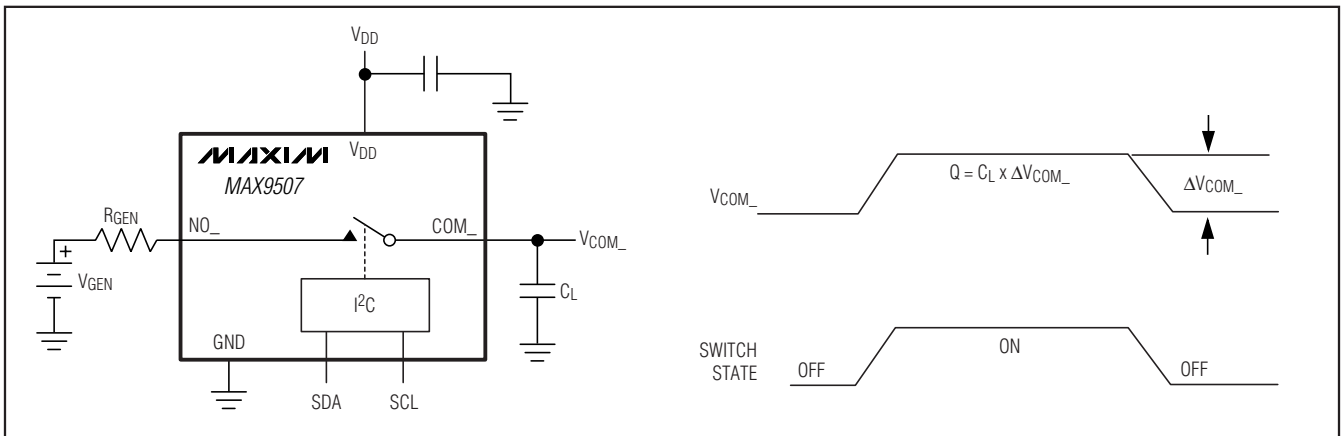 VDD
MAXIM
VDD
MAX9507
RGEN
NO_
COM_
VCOM_
+
VGEN
I²C
CL
GND
SDA
SCL
VCOM_
Q = CL x ΔVCOM_
ΔVCOM_
SWITCH
STATE
OFF
ON
OFF